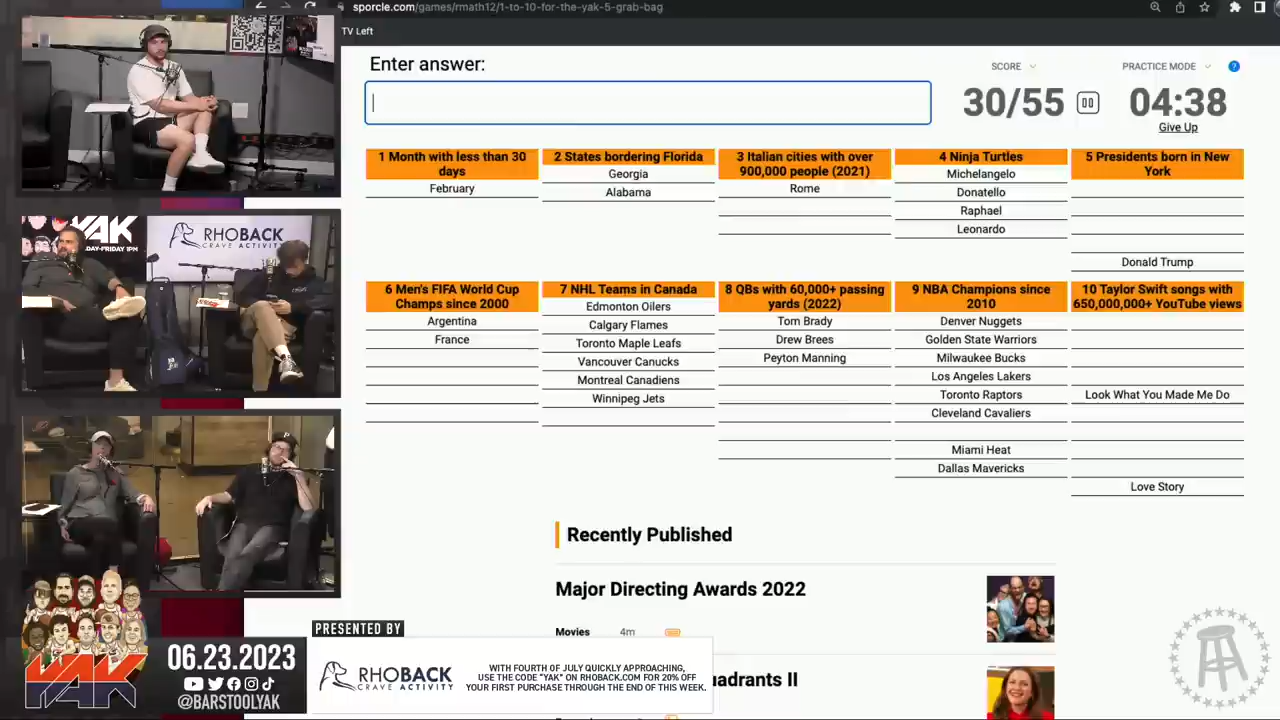 sporcle.com/games/rmath12/1-to-10-for-the-yak-5-grab-bag
TV Left
Enter answer:
SCORE
PRACTICE MODE
?
30/55
04:38
Give Up
1 Month with less than 30 days
February
2 States bordering Florida
Georgia
Alabama
3 Italian cities with over 900,000 people (2021)
Rome
4 Ninja Turtles
Michelangelo
Donatello
Raphael
Leonardo
5 Presidents born in New York
Donald Trump
6 Men's FIFA World Cup Champs since 2000
Argentina
France
7 NHL Teams in Canada
Edmonton Oilers
Calgary Flames
Toronto Maple Leafs
Vancouver Canucks
Montreal Canadiens
Winnipeg Jets
8 QBs with 60,000+ passing yards (2022)
Tom Brady
Drew Brees
Peyton Manning
9 NBA Champions since 2010
Denver Nuggets
Golden State Warriors
Milwaukee Bucks
Los Angeles Lakers
Toronto Raptors
Cleveland Cavaliers
Miami Heat
Dallas Mavericks
10 Taylor Swift songs with 650,000,000+ YouTube views
Look What You Made Me Do
Love Story
Recently Published
Major Directing Awards 2022
Movies 4m
uadrants II
YAK
DAY-FRIDAY 1PM
RHOBACK
CRAVE ACTIVITY
YAK
06.23.2023
@BARSTOOLYAK
PRESENTED BY
RHOBACK
CRAVE ACTIVITY
WITH FOURTH OF JULY QUICKLY APPROACHING,
USE THE CODE "YAK" ON RHOBACK.COM FOR 20% OFF
YOUR FIRST PURCHASE THROUGH THE END OF THIS WEEK.